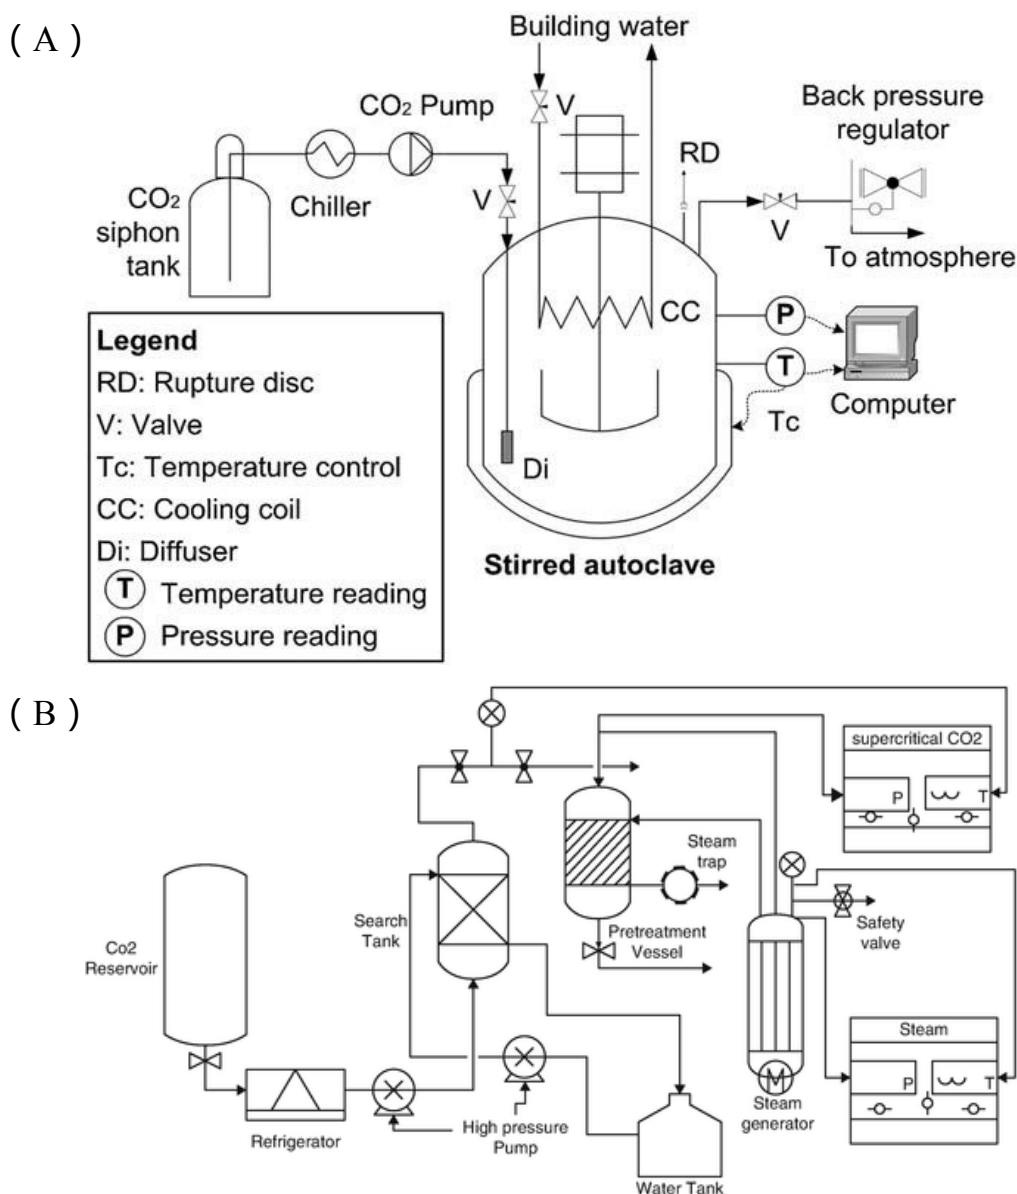 ( A )
Building water
V
CO2 Pump
Back pressure
regulator
RD
CO2
siphon
tank
Chiller
V
V
To atmosphere
CC
P
T
Computer
Tc
Di
Stirred autoclave
Legend
RD: Rupture disc
V: Valve
Tc: Temperature control
CC: Cooling coil
Di: Diffuser
T Temperature reading
P Pressure reading
( B )
supercritical CO2
P
T
Steam
trap
Search
Tank
Pretreatment
Vessel
Safety
valve
Co2
Reservoir
Steam
P
T
M
Steam
generator
Refrigerator
High pressure
Pump
Water Tank